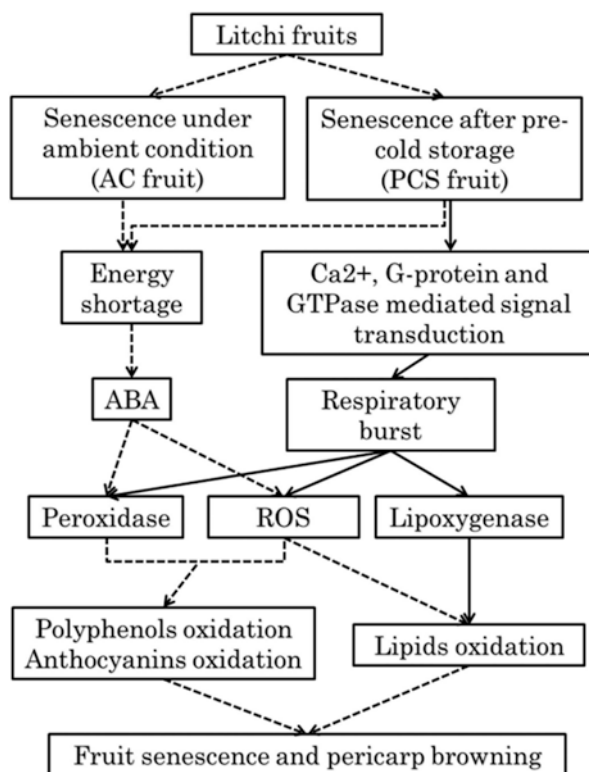 Litchi fruits
Senescence under
ambient condition
(AC fruit)
Senescence after pre-
cold storage
(PCS fruit)
Energy
shortage
Ca2+, G-protein and
GTPase mediated signal
transduction
ABA
Respiratory
burst
Peroxidase
ROS
Lipoxygenase
Polyphenols oxidation
Anthocyanins oxidation
Lipids oxidation
Fruit senescence and pericarp browning